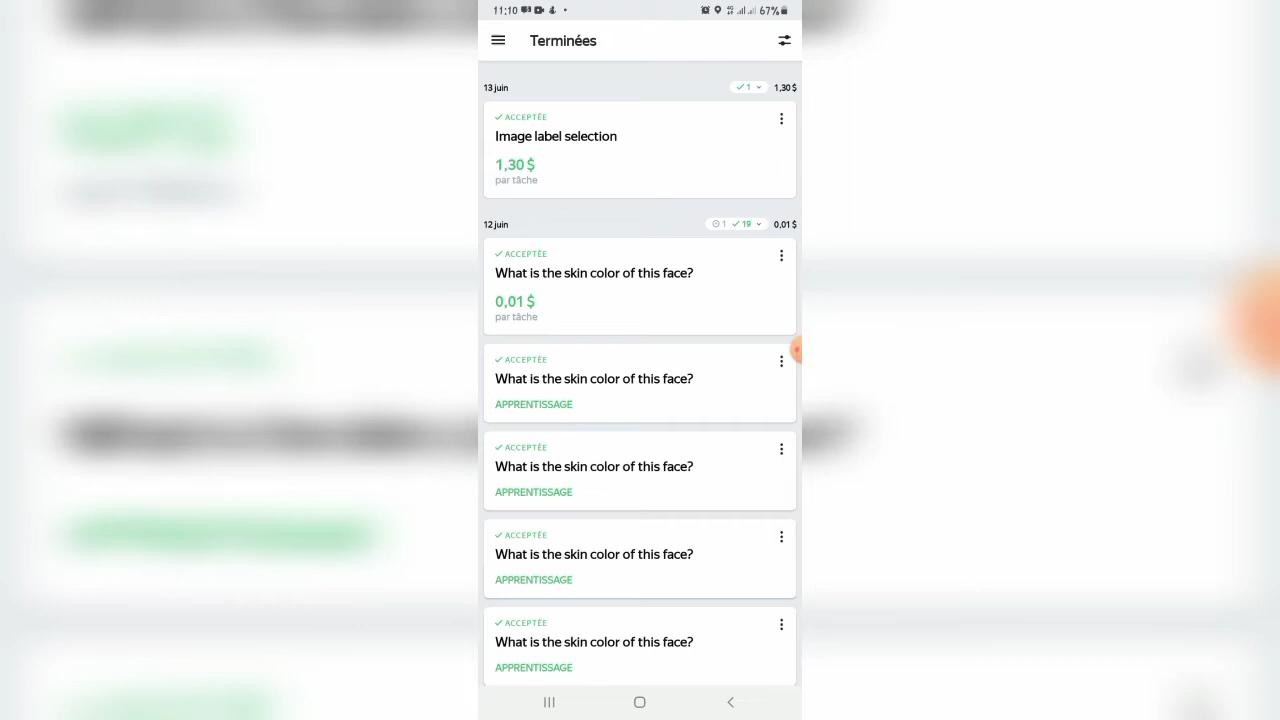 11:10
67%
Terminées
13 juin
1
1,30 $
ACCEPTÉE
Image label selection
1,30 $
par tâche
12 juin
1 19
0,01 $
ACCEPTÉE
What is the skin color of this face?
0,01 $
par tâche
ACCEPTÉE
What is the skin color of this face?
APPRENTISSAGE
ACCEPTÉE
What is the skin color of this face?
APPRENTISSAGE
ACCEPTÉE
What is the skin color of this face?
APPRENTISSAGE
ACCEPTÉE
What is the skin color of this face?
APPRENTISSAGE